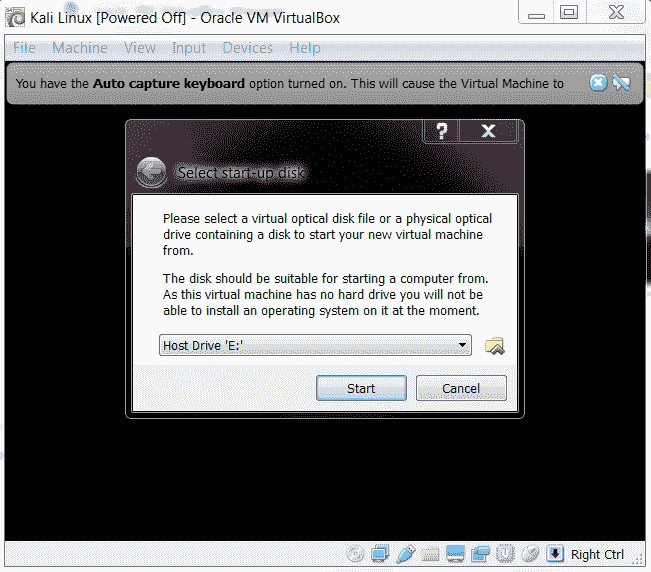 Kali Linux [Powered Off] - Oracle VM VirtualBox
File Machine View Input Devices Help
You have the Auto capture keyboard option turned on. This will cause the Virtual Machine to
Select start-up disk
Please select a virtual optical disk file or a physical optical
drive containing a disk to start your new virtual machine
from.
The disk should be suitable for starting a computer from.
As this virtual machine has no hard drive you will not be
able to install an operating system on it at the moment.
Host Drive 'E:'
Start Cancel
Right Ctrl